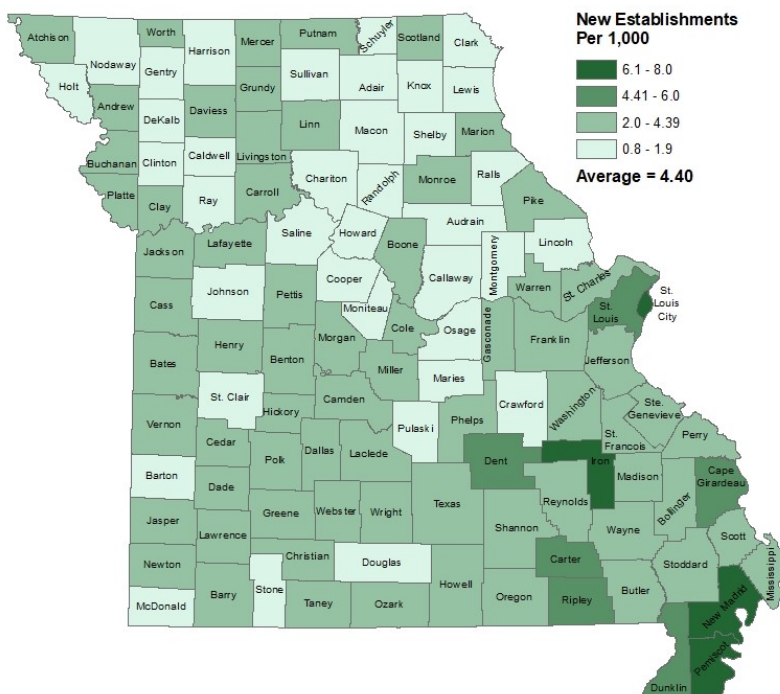 New Establishments
Per 1,000
6.1 - 8.0
4.41 - 6.0
2.0 - 4.39
0.8 - 1.9
Average = 4.40
Atchison
Nodaway
Worth
Harrison
Mercer
Putnam
Schuyler
Scotland
Clark
Holt
Gentry
Sullivan
Adair
Knox
Lewis
Andrew
DeKalb
Daviess
Grundy
Linn
Macon
Shelby
Marion
Buchanan
Clinton
Caldwell
Livingston
Chariton
Randolph
Monroe
Ralls
Platte
Clay
Ray
Carroll
Pike
Saline
Howard
Audrain
Jackson
Lafayette
Boone
Callaway
Montgomery
Lincoln
Cass
Johnson
Pettis
Cooper
Moniteau
Cole
Osage
Gasconade
Warren
St. Charles
St.
Louis
St.
Louis
City
Bates
Henry
Benton
Morgan
Miller
Maries
Franklin
Jefferson
Vernon
St. Clair
Hickory
Camden
Pulaski
Phelps
Crawford
Washington
St.
Francois
Ste.
Genevieve
Perry
Barton
Cedar
Polk
Dallas
Laclede
Dent
Iron
Madison
Bollinger
Cape
Girardeau
Dade
Jasper
Lawrence
Greene
Webster
Wright
Texas
Shannon
Reynolds
Wayne
Scott
Newton
Christian
Douglas
Howell
Carter
Stoddard
Mississippi
McDonald
Barry
Stone
Taney
Ozark
Oregon
Ripley
Butler
New Madrid
Pemiscot
Dunklin